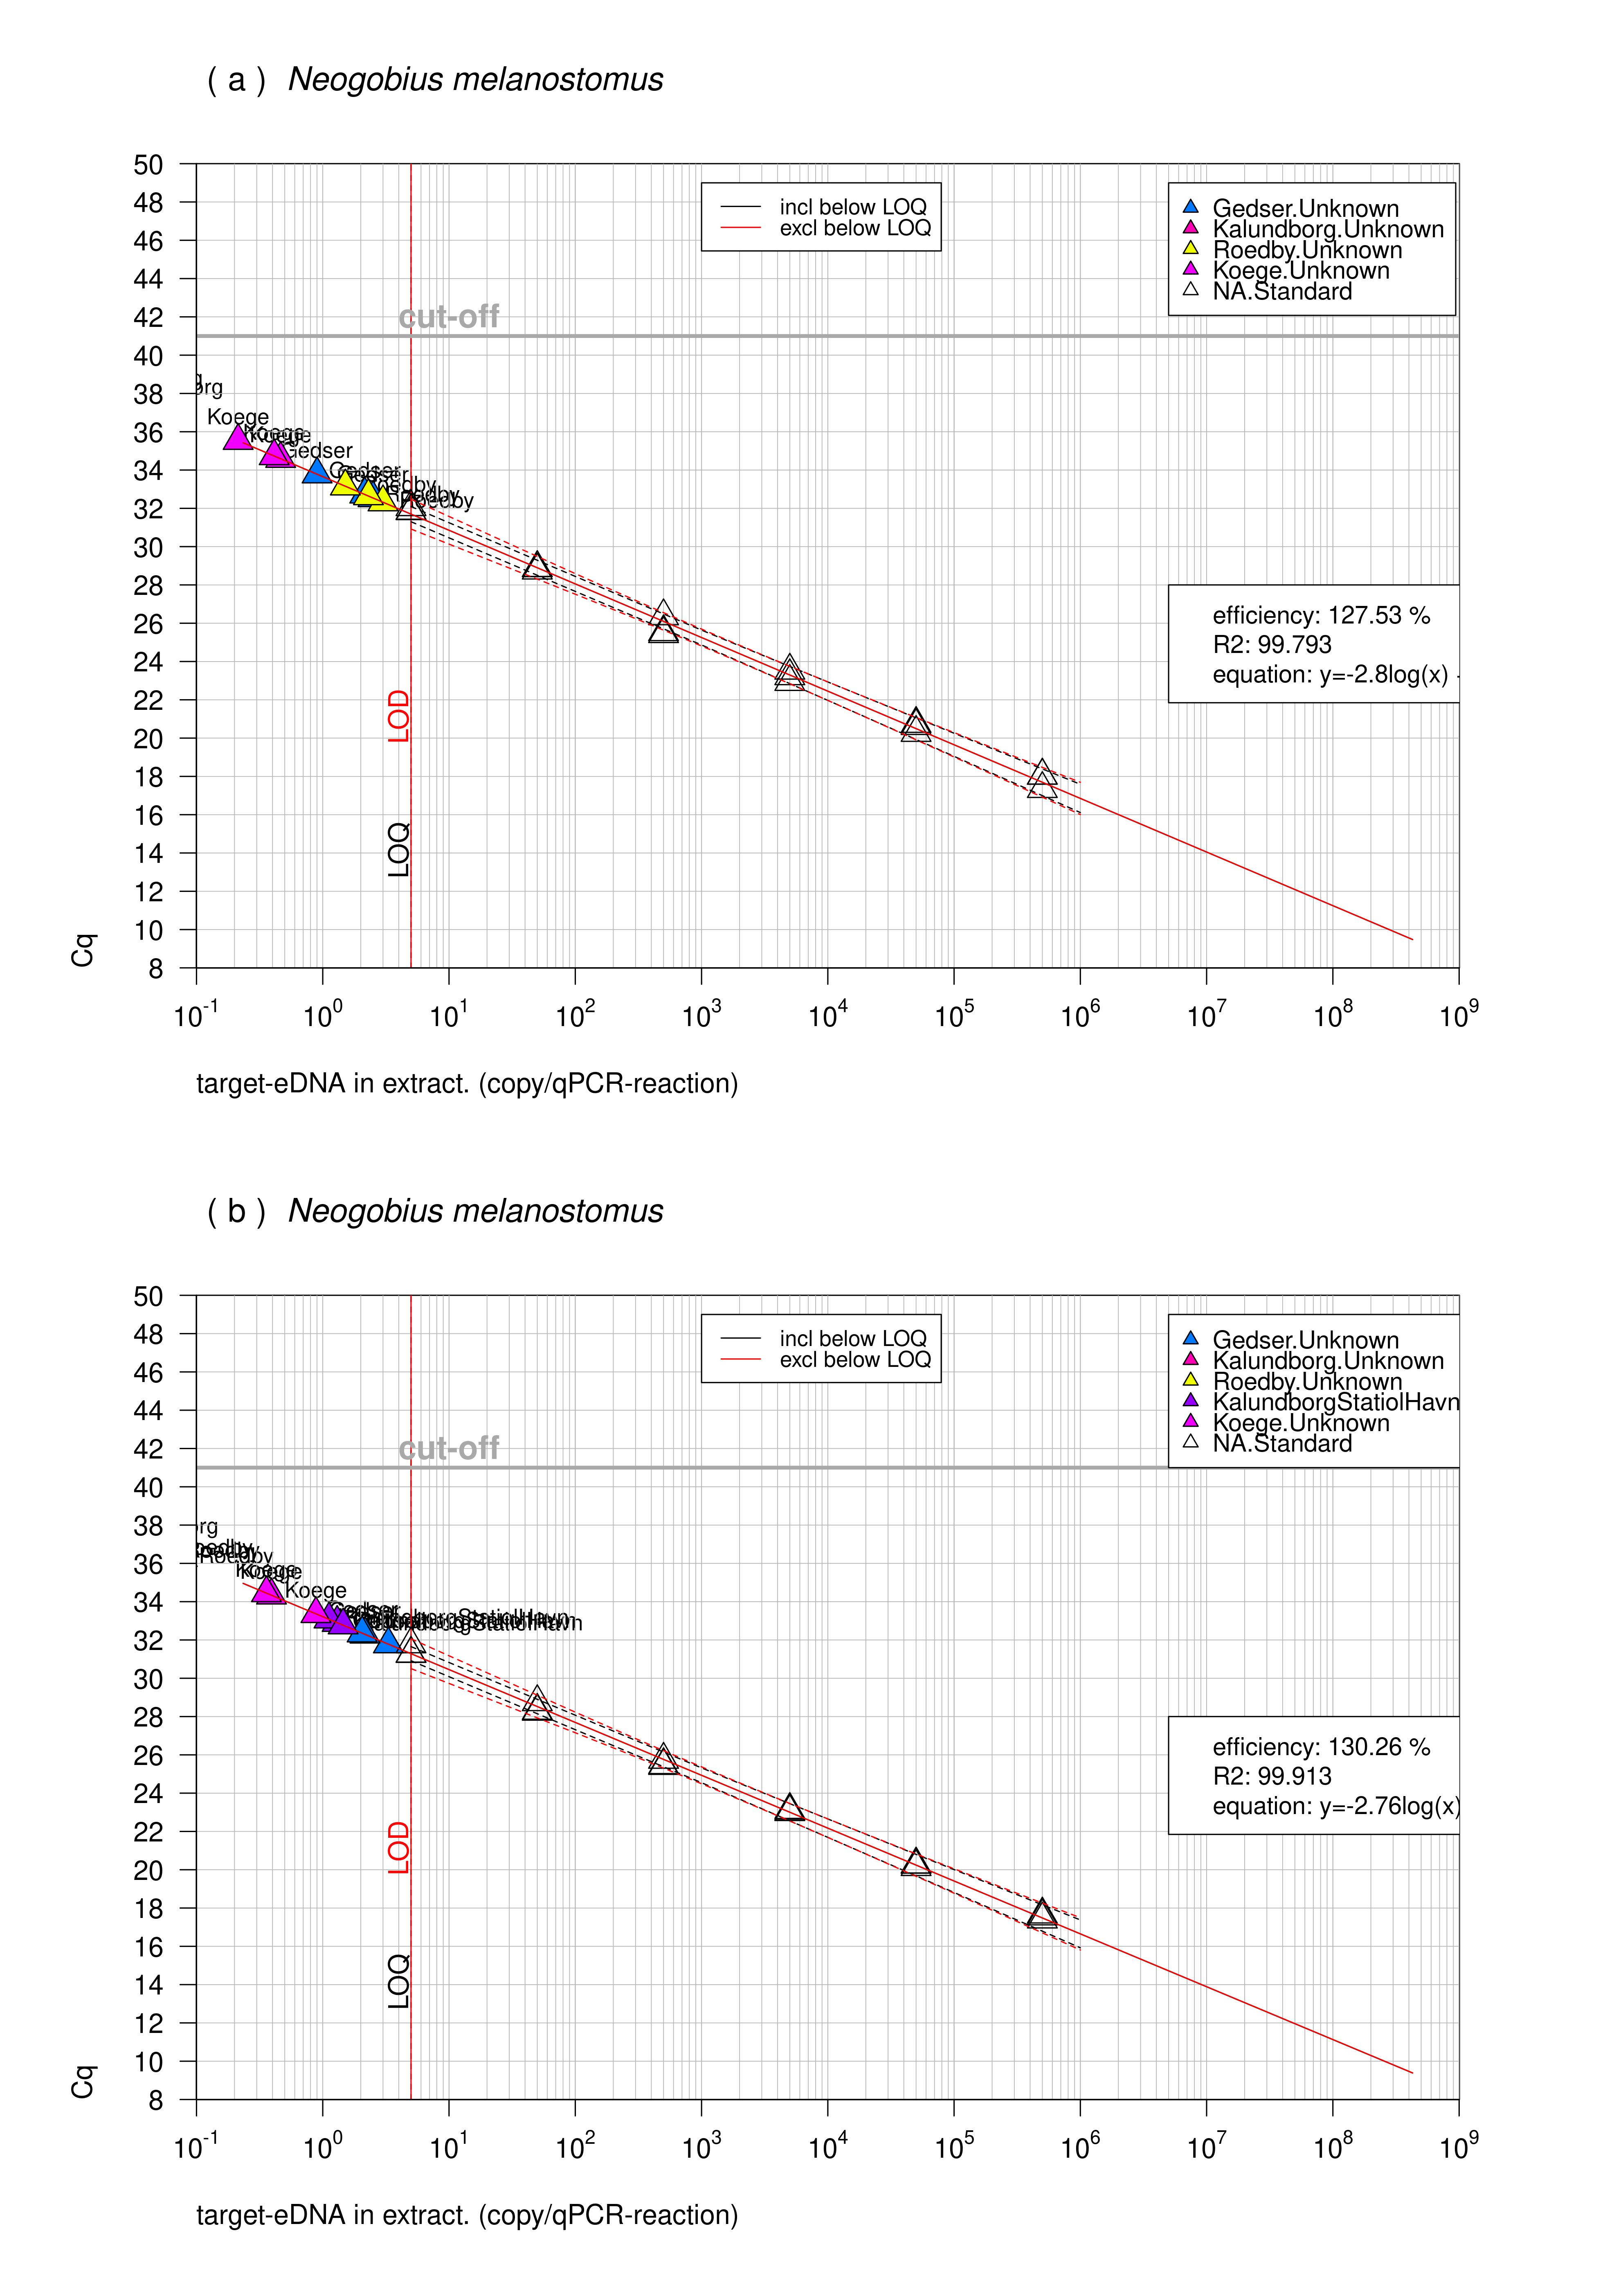 ( a ) Neogobius melanostomus
50
48
46
44
42
40
38
36
34
32
30
28
26
24
22
20
18
16
14
12
10
8
Cq
incl below LOQ
excl below LOQ
Gedser.Unknown
Kalundborg.Unknown
Roedby.Unknown
Koege.Unknown
NA.Standard
cut-off
Koege
Koege
Gedser
Gedser
Roedby
efficiency: 127.53 %
R2: 99.793
equation: y=-2.8log(x)
LOD
LOQ
10-1 100 101 102 103 104 105 106 107 108 109
target-eDNA in extract. (copy/qPCR-reaction)
( b ) Neogobius melanostomus
50
48
46
44
42
40
38
36
34
32
30
28
26
24
22
20
18
16
14
12
10
8
Cq
incl below LOQ
excl below LOQ
Gedser.Unknown
Kalundborg.Unknown
Roedby.Unknown
KalundborgStatiolHavn
Koege.Unknown
NA.Standard
cut-off
Roedby
Koege
Koege
Gedser
efficiency: 130.26 %
R2: 99.913
equation: y=-2.76log(x)
LOD
LOQ
10-1 100 101 102 103 104 105 106 107 108 109
target-eDNA in extract. (copy/qPCR-reaction)